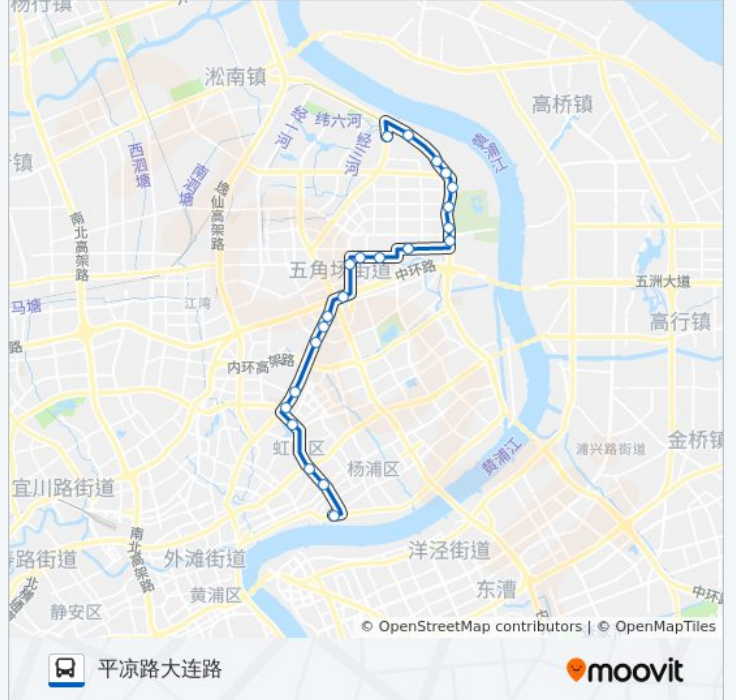 杨行镇
淞南镇
高桥镇
经一河
纬六河
经三河
黄浦江
镇
西泗塘
南泗塘
逸仙高架路
南北高架路
五角场街道
中环路
五洲大道
马塘
江湾
高行镇
路
内环高架路
虹口区
杨浦区
黄浦江
浦兴路街道
金桥镇
宜川路街道
南北高架路
路街道
外滩街道
洋泾街道
东漕
中环
黄浦区
静安区
© OpenStreetMap contributors | © OpenMapTiles
平凉路大连路
moovit